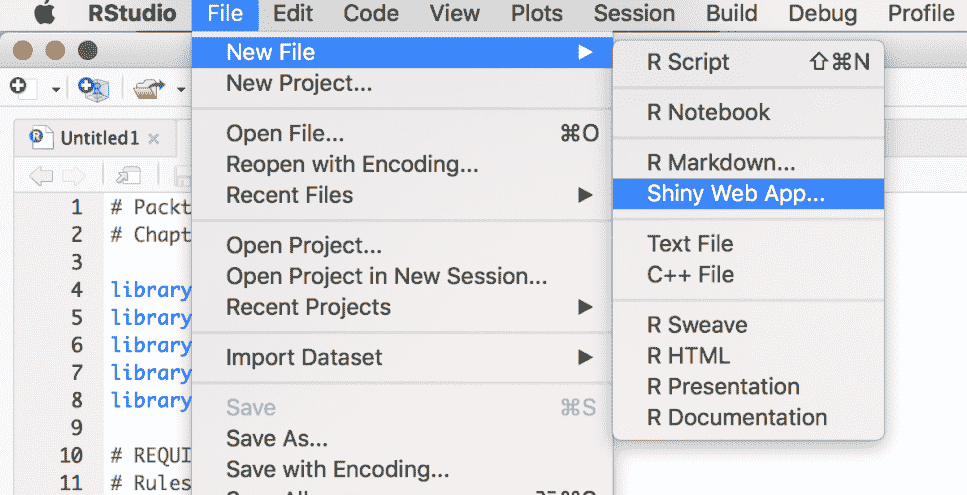 RStudio File Edit Code View Plots Session Build Debug Profile
New File
New Project...
Open File... ⌘O
Reopen with Encoding...
Recent Files
Open Project...
Open Project in New Session...
Recent Projects
Import Dataset
Save ⌘S
Save As...
Save with Encoding...
R Script ⇧⌘N
R Notebook
R Markdown...
Shiny Web App...
Text File
C++ File
R Sweave
R HTML
R Presentation
R Documentation
Untitled1
1 # Packt
2 # Chapt
3
4 library
5 library
6 library
7 library
8 library
9
10 # REQUI
11 # Rules